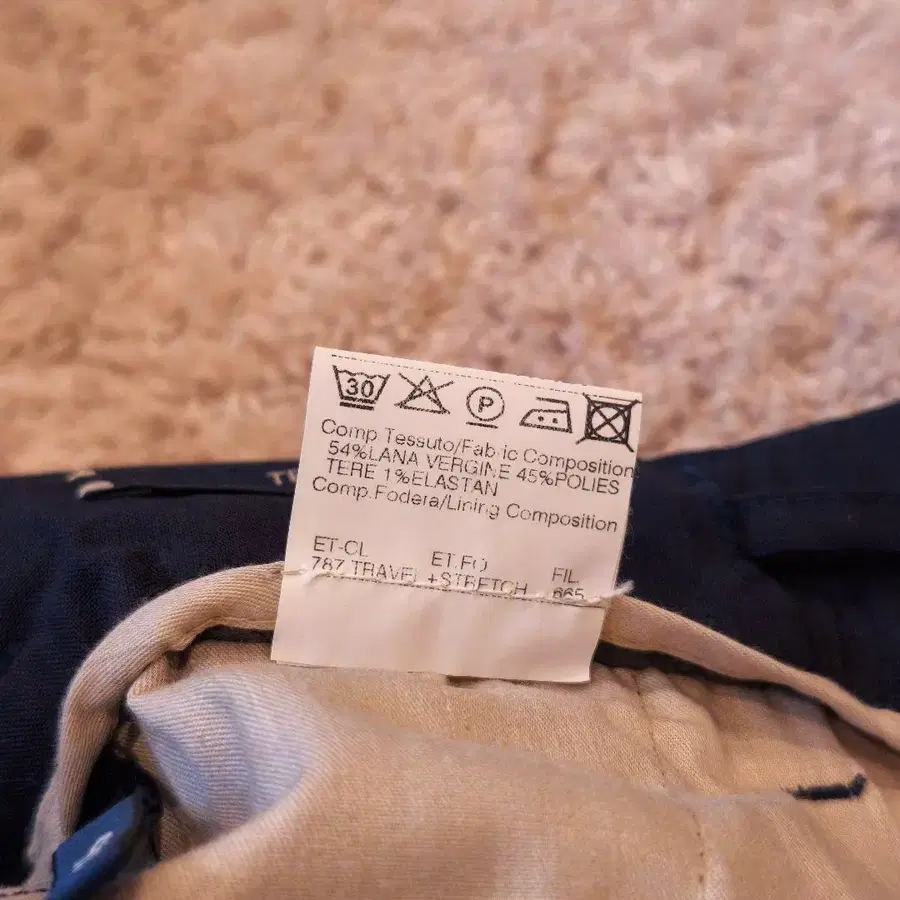 30 P
Comp.Tessuto/Fabric Composition
54%LANA VERGINE 45%POLIES
TERE 1%ELASTAN
Comp.Fodera/Lining Composition
ET-CL ET.FO FIL
787 TRAVEL +STRETCH 665